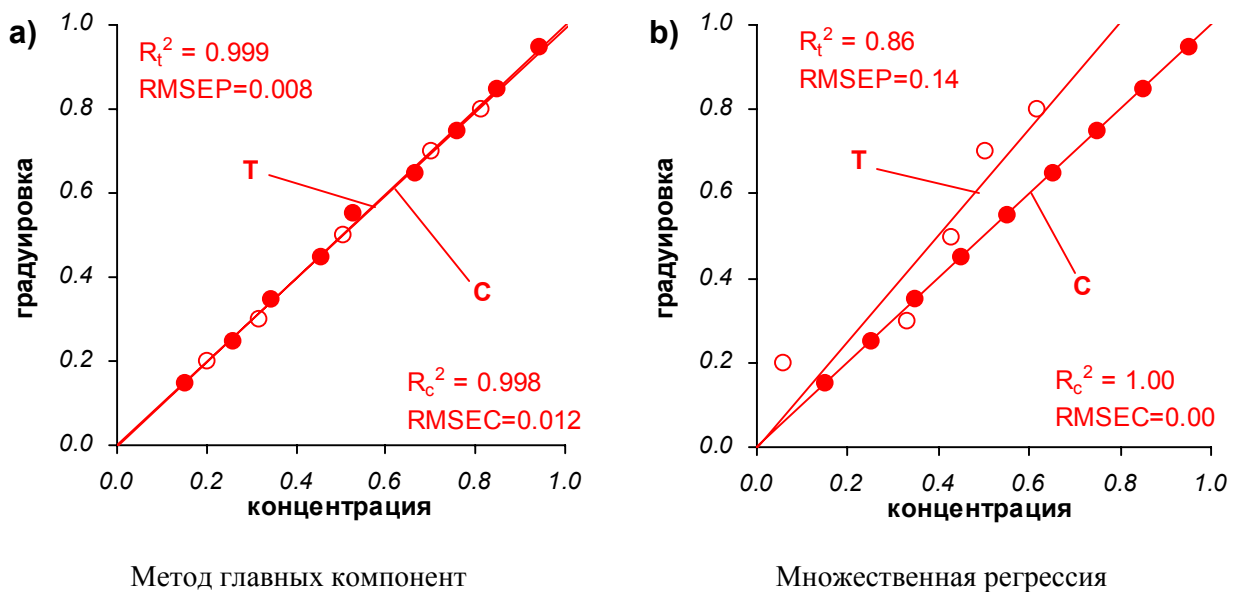 a)
R_t² = 0.999
RMSEP=0.008
T
C
R_c² = 0.998
RMSEC=0.012
градуировка
1.0
0.8
0.6
0.4
0.2
0.0
0.0 0.2 0.4 0.6 0.8 1.0
концентрация
Метод главных компонент
b)
R_t² = 0.86
RMSEP=0.14
T
C
R_c² = 1.00
RMSEC=0.00
градуировка
1.0
0.8
0.6
0.4
0.2
0.0
0.0 0.2 0.4 0.6 0.8 1.0
концентрация
Множественная регрессия